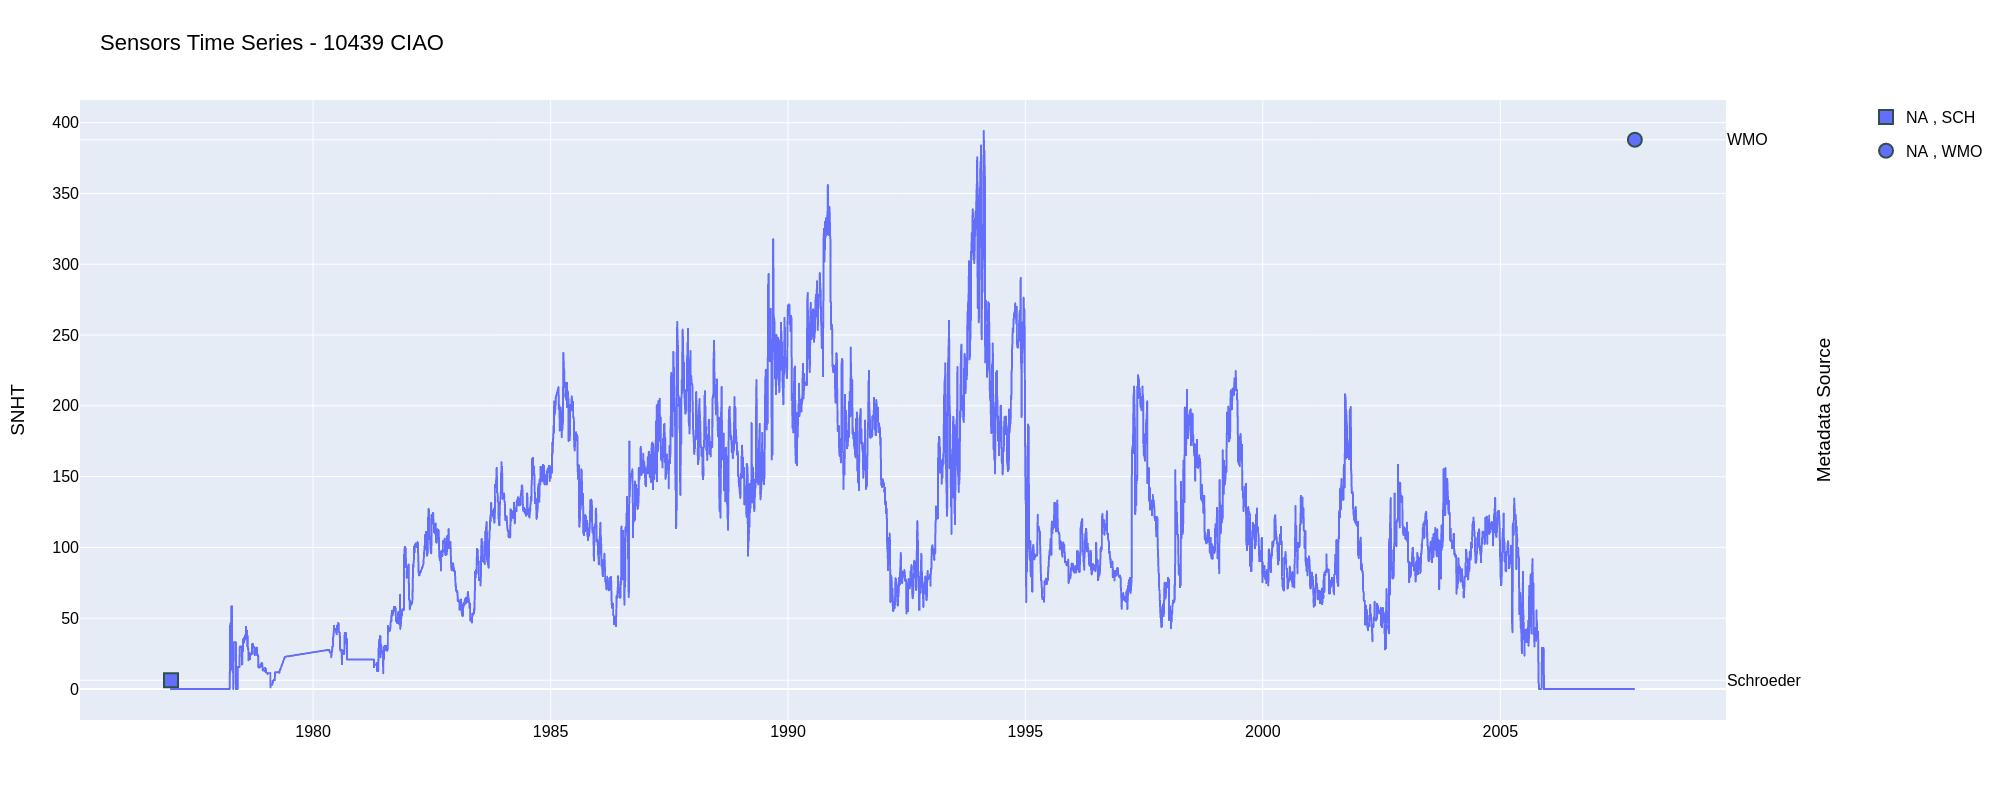 Sensors Time Series - 10439 CIAO
NA , SCH
NA , WMO
SNHT
400
350
300
250
200
150
100
50
0
WMO
Schroeder
Metadata Source
1980
1985
1990
1995
2000
2005